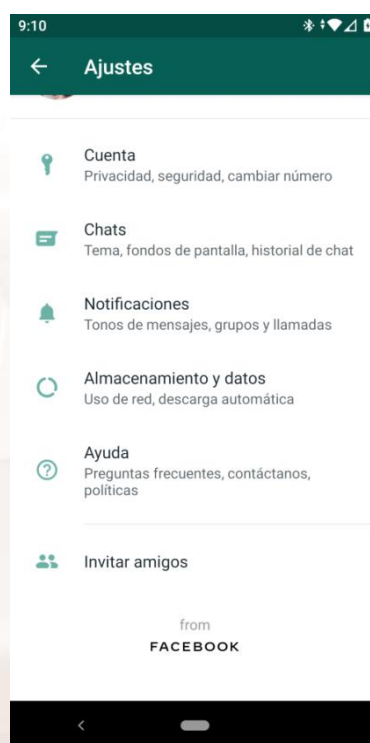 9:10
Ajustes
Cuenta
Privacidad, seguridad, cambiar número
Chats
Tema, fondos de pantalla, historial de chat
Notificaciones
Tonos de mensajes, grupos y llamadas
Almacenamiento y datos
Uso de red, descarga automática
Ayuda
Preguntas frecuentes, contáctanos,
políticas
Invitar amigos
from
FACEBOOK